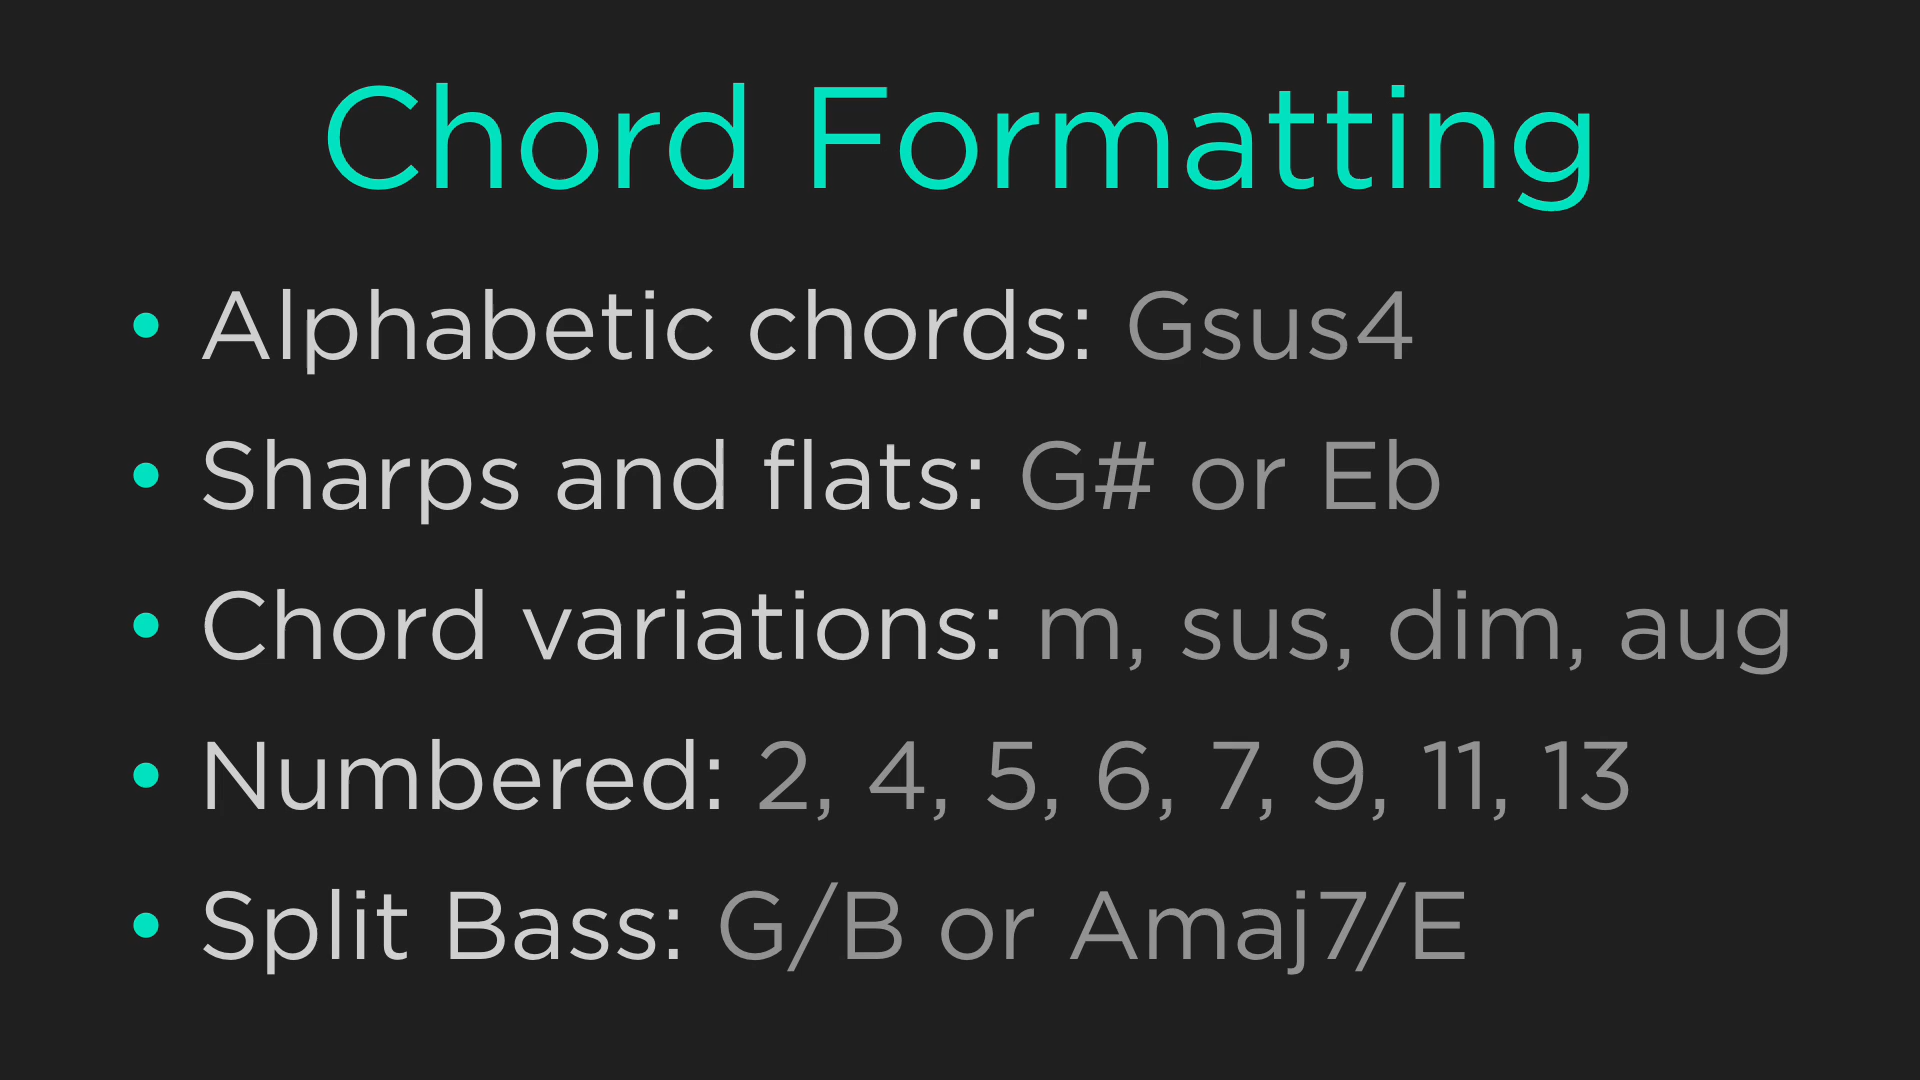 Chord Formatting
• Alphabetic chords: Gsus4
• Sharps and flats: G# or Eb
• Chord variations: m, sus, dim, aug
• Numbered: 2, 4, 5, 6, 7, 9, 11, 13
• Split Bass: G/B or Amaj7/E